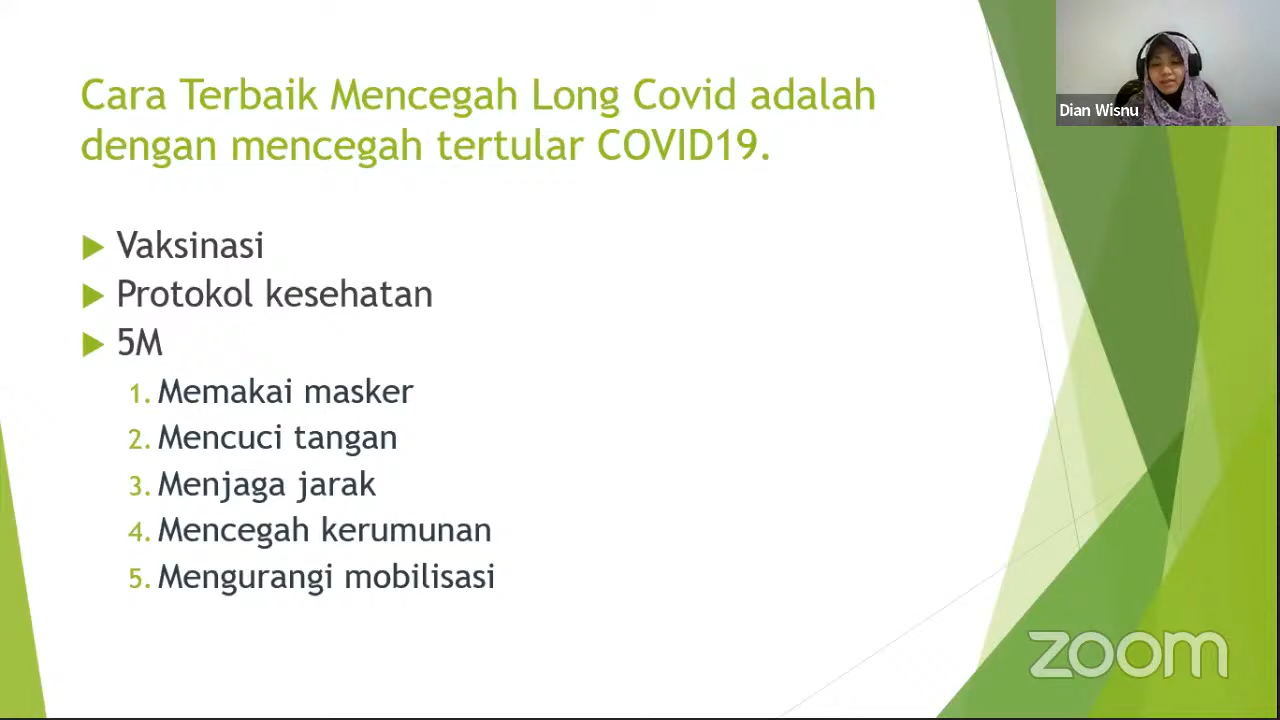 Cara Terbaik Mencegah Long Covid adalah
dengan mencegah tertular COVID19.
Dian Wisnu
Vaksinasi
Protokol kesehatan
5M
1. Memakai masker
2. Mencuci tangan
3. Menjaga jarak
4. Mencegah kerumunan
5. Mengurangi mobilisasi
zoom